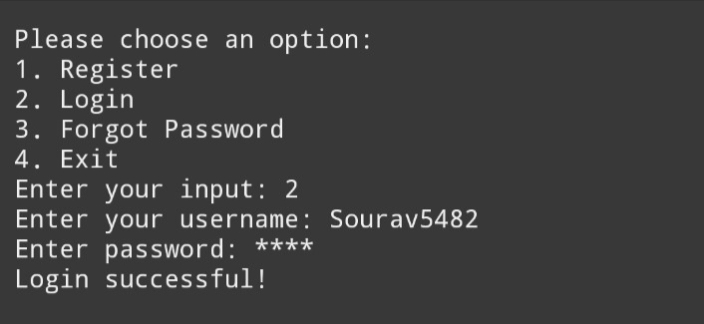 Please choose an option:
1. Register
2. Login
3. Forgot Password
4. Exit
Enter your input: 2
Enter your username: Sourav5482
Enter password: ****
Login successful!